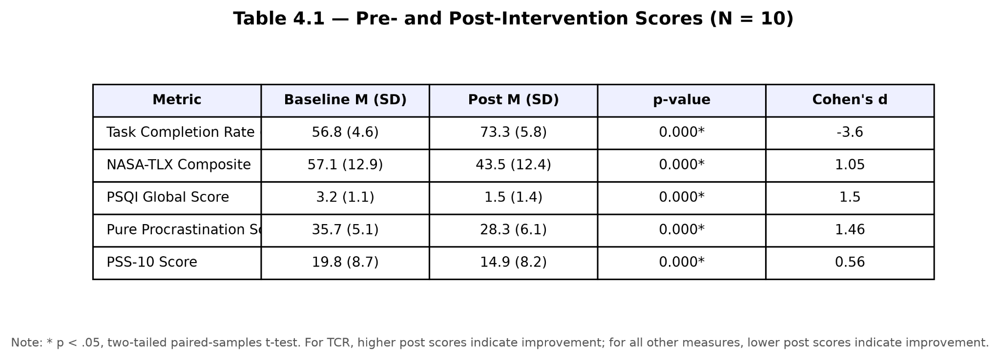 Table 4.1 — Pre- and Post-Intervention Scores (N = 10)
Metric Baseline M (SD) Post M (SD) p-value Cohen's d
Task Completion Rate 56.8 (4.6) 73.3 (5.8) 0.000* -3.6
NASA-TLX Composite 57.1 (12.9) 43.5 (12.4) 0.000* 1.05
PSQI Global Score 3.2 (1.1) 1.5 (1.4) 0.000* 1.5
Pure Procrastination 35.7 (5.1) 28.3 (6.1) 0.000* 1.46
PSS-10 Score 19.8 (8.7) 14.9 (8.2) 0.000* 0.56
Note: * p < .05, two-tailed paired-samples t-test. For TCR, higher post scores indicate improvement; for all other measures, lower post scores indicate improvement.